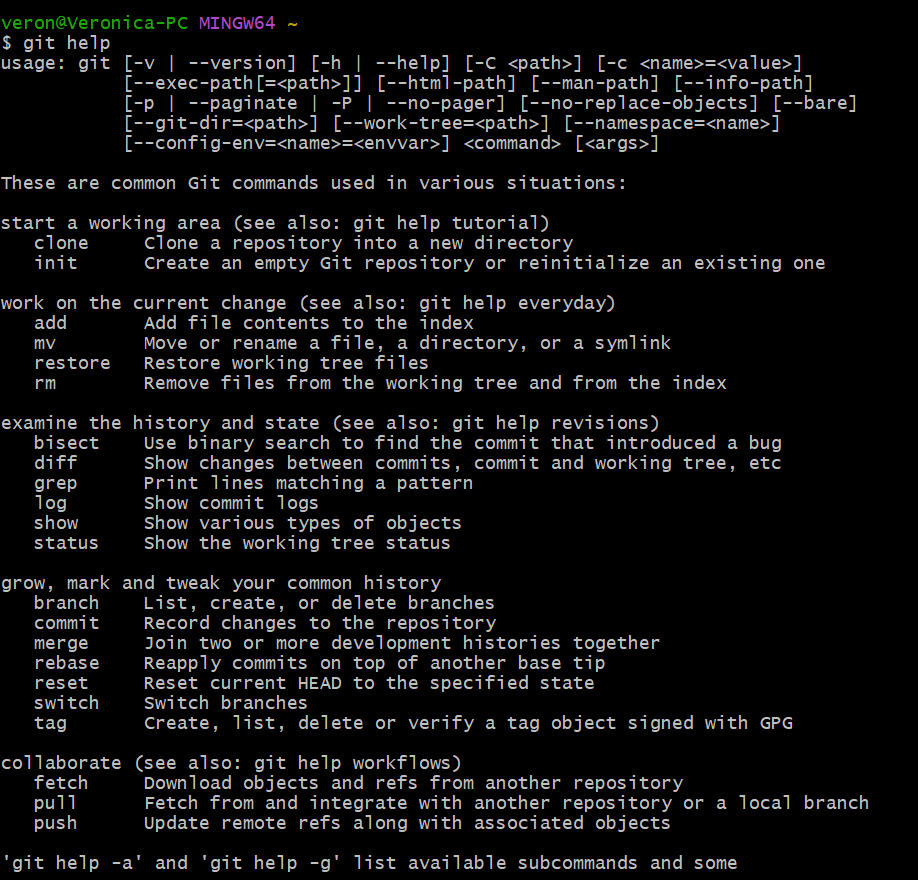 veron@Veronica-PC MINGW64 ~
$ git help
usage: git [-v | --version] [-h | --help] [-C <path>] [-c <name>=<value>]
           [--exec-path[=<path>]] [--html-path] [--man-path] [--info-path]
           [-p | --paginate | -P | --no-pager] [--no-replace-objects] [--bare]
           [--git-dir=<path>] [--work-tree=<path>] [--namespace=<name>]
           [--config-env=<name>=<envvar>] <command> [<args>]

These are common Git commands used in various situations:

start a working area (see also: git help tutorial)
   clone     Clone a repository into a new directory
   init      Create an empty Git repository or reinitialize an existing one

work on the current change (see also: git help everyday)
   add       Add file contents to the index
   mv        Move or rename a file, a directory, or a symlink
   restore   Restore working tree files
   rm        Remove files from the working tree and from the index

examine the history and state (see also: git help revisions)
   bisect    Use binary search to find the commit that introduced a bug
   diff      Show changes between commits, commit and working tree, etc
   grep      Print lines matching a pattern
   log       Show commit logs
   show      Show various types of objects
   status    Show the working tree status

grow, mark and tweak your common history
   branch    List, create, or delete branches
   commit    Record changes to the repository
   merge     Join two or more development histories together
   rebase    Reapply commits on top of another base tip
   reset     Reset current HEAD to the specified state
   switch    Switch branches
   tag       Create, list, delete or verify a tag object signed with GPG

collaborate (see also: git help workflows)
   fetch     Download objects and refs from another repository
   pull      Fetch from and integrate with another repository or a local branch
   push      Update remote refs along with associated objects

'git help -a' and 'git help -g' list available subcommands and some